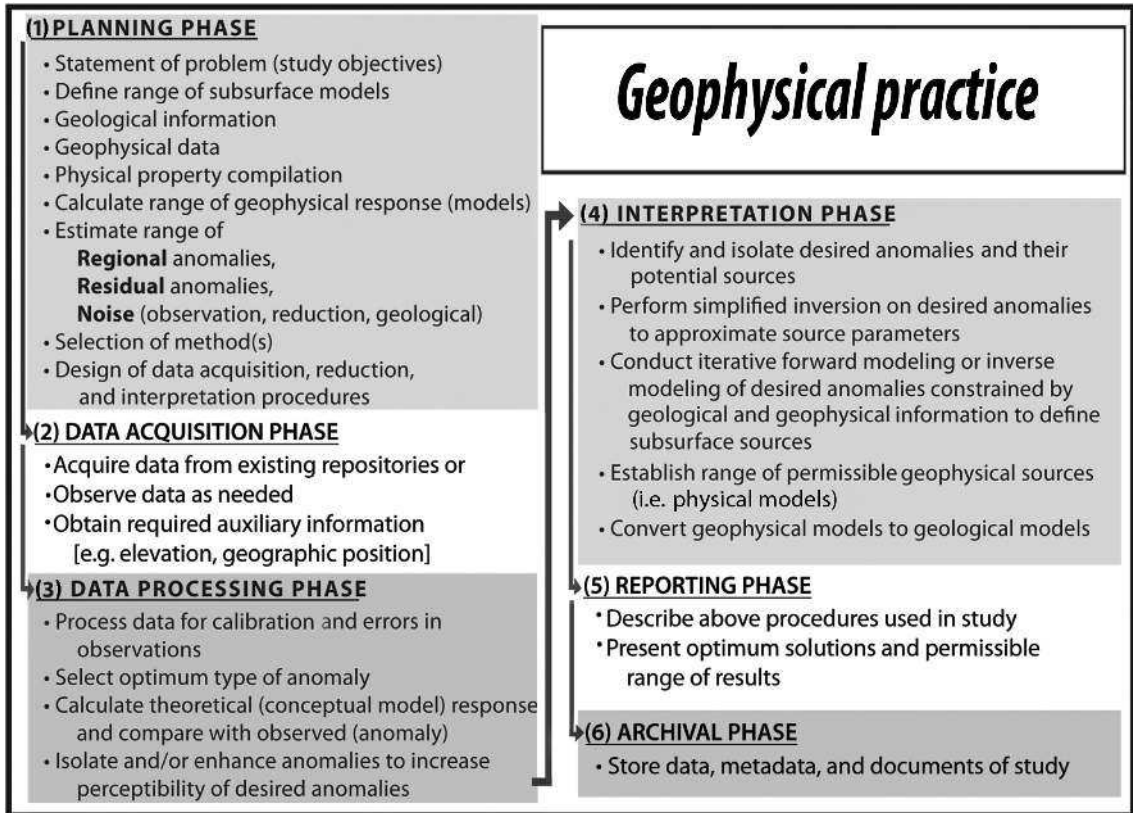 (1) PLANNING PHASE
• Statement of problem (study objectives)
• Define range of subsurface models
• Geological information
• Geophysical data
• Physical property compilation
• Calculate range of geophysical response (models)
• Estimate range of
Regional anomalies,
Residual anomalies,
Noise (observation, reduction, geological)
• Selection of method(s)
• Design of data acquisition, reduction,
and interpretation procedures
(2) DATA ACQUISITION PHASE
• Acquire data from existing repositories or
• Observe data as needed
• Obtain required auxiliary information
[e.g. elevation, geographic position]
(3) DATA PROCESSING PHASE
• Process data for calibration and errors in
observations
• Select optimum type of anomaly
• Calculate theoretical (conceptual model) response
and compare with observed (anomaly)
• Isolate and/or enhance anomalies to increase
perceptibility of desired anomalies
Geophysical practice
(4) INTERPRETATION PHASE
• Identify and isolate desired anomalies and their
potential sources
• Perform simplified inversion on desired anomalies
to approximate source parameters
• Conduct iterative forward modeling or inverse
modeling of desired anomalies constrained by
geological and geophysical information to define
subsurface sources
• Establish range of permissible geophysical sources
(i.e. physical models)
• Convert geophysical models to geological models
(5) REPORTING PHASE
• Describe above procedures used in study
• Present optimum solutions and permissible
range of results
(6) ARCHIVAL PHASE
• Store data, metadata, and documents of study